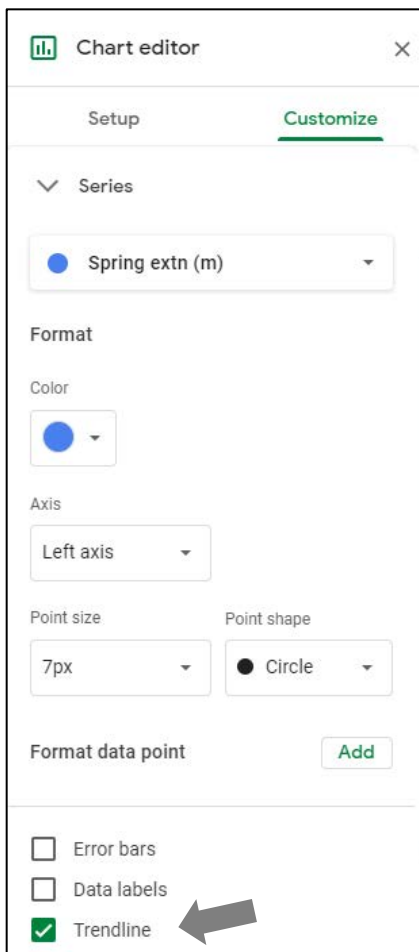 Chart editor
Setup Customize
Series
Spring extn (m)
Format
Color
Axis
Left axis
Point size Point shape
7px Circle
Format data point Add
Error bars
Data labels
Trendline